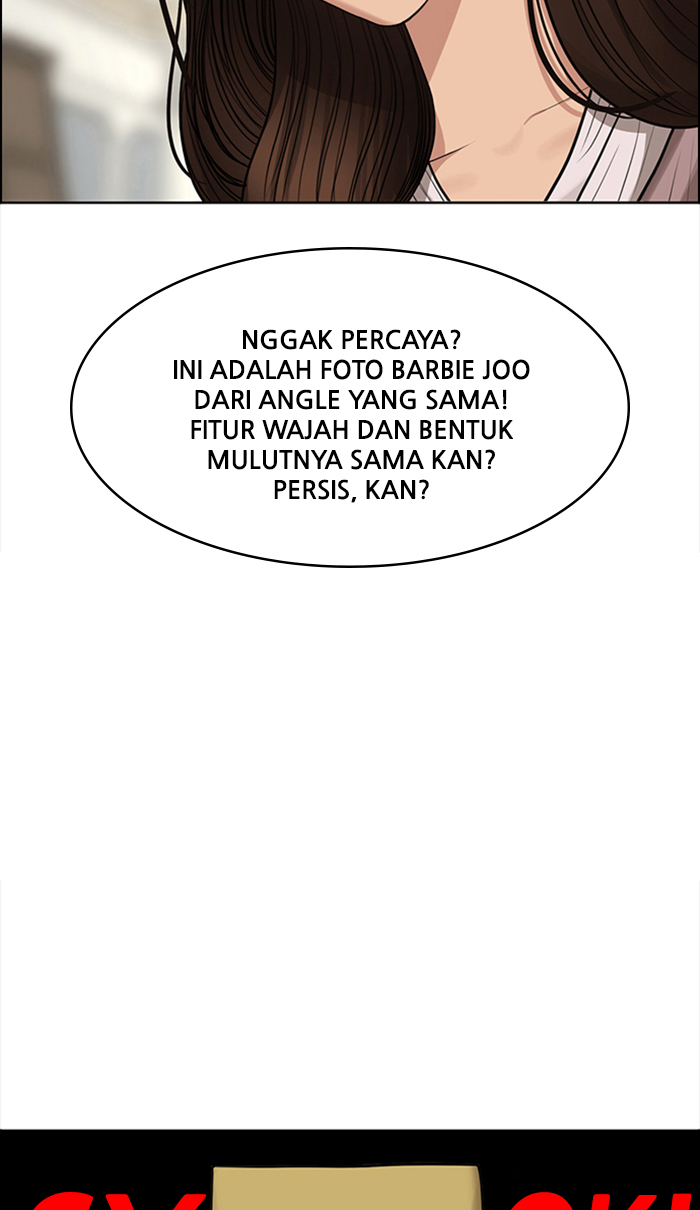 NGGAK PERCAYA?
INI ADALAH FOTO BARBIE JOO
DARI ANGLE YANG SAMA!
FITUR WAJAH DAN BENTUK
MULUTNYA SAMA KAN?
PERSIS, KAN?